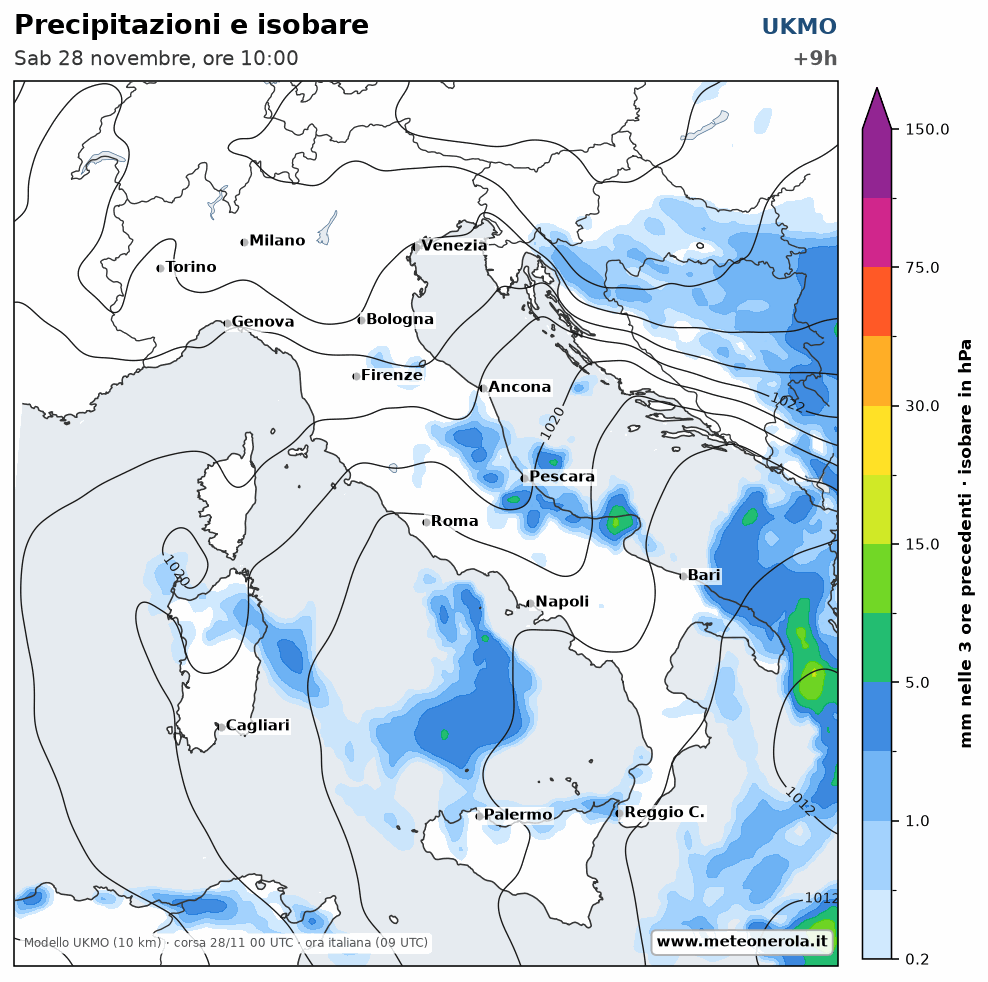 Precipitazioni e isobare
UKMO
Sab 28 novembre, ore 10:00
+9h
150.0
75.0
30.0
15.0
5.0
1.0
0.2
mm nelle 3 ore precedenti · isobare in hPa
Milano
Venezia
Torino
Genova
Bologna
Firenze
Ancona
1022
1020
Pescara
Roma
1020
Bari
Napoli
Cagliari
1012
Palermo
Reggio C.
1012
Modello UKMO (10 km) · corsa 28/11 00 UTC · ora italiana (09 UTC)
www.meteonerola.it